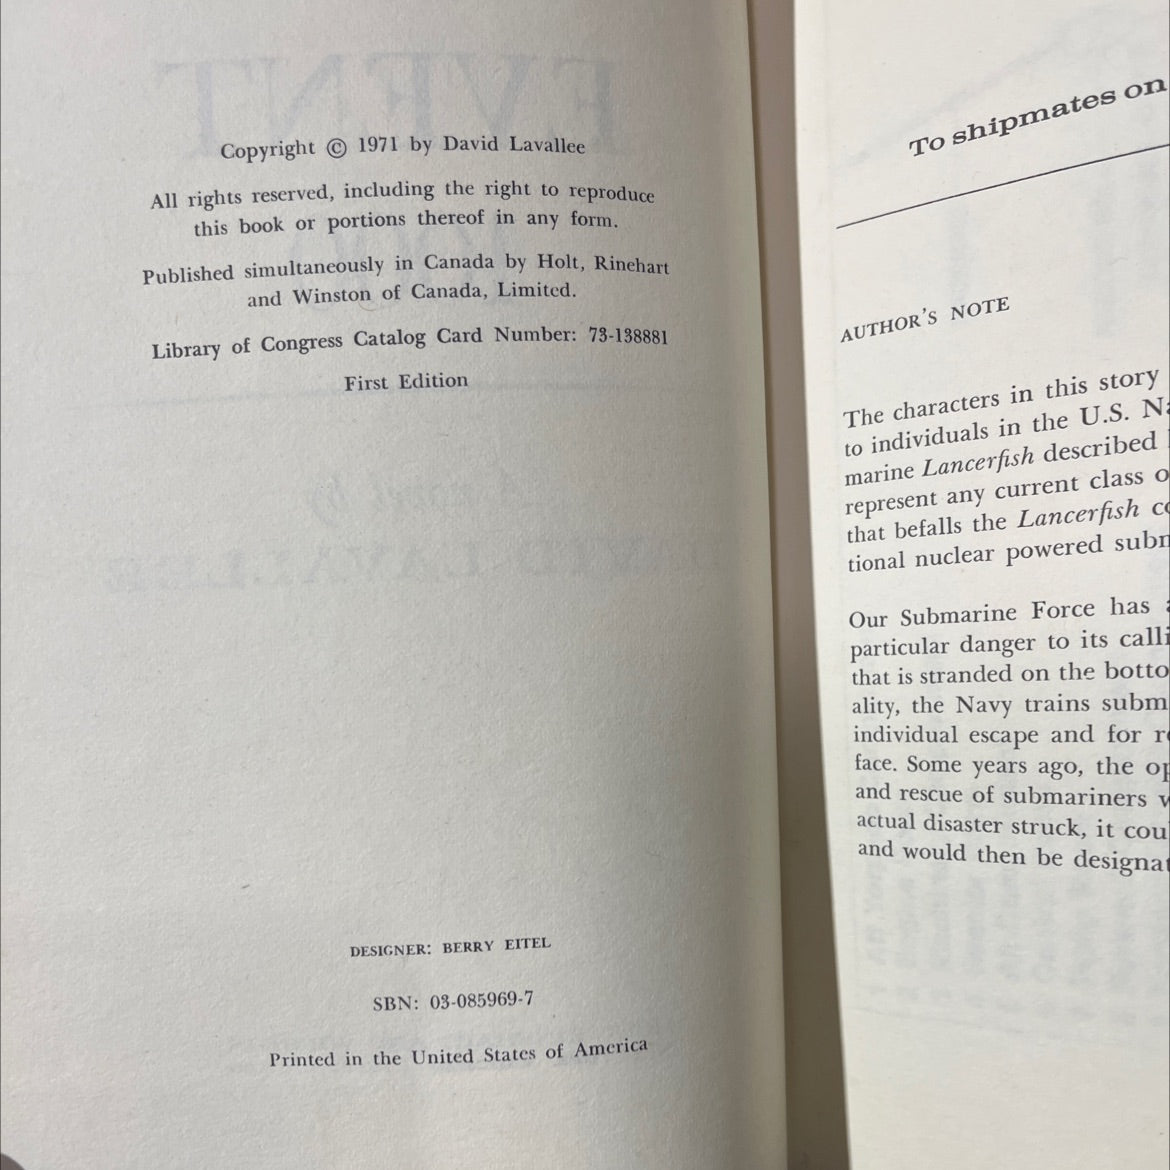 Copyright © 1971 by David Lavallee
All rights reserved, including the right to reproduce
this book or portions thereof in any form.
Published simultaneously in Canada by Holt, Rinehart
and Winston of Canada, Limited.
Library of Congress Catalog Card Number: 73-138881
First Edition
DESIGNER: BERRY EITEL
SBN: 03-085969-7
Printed in the United States of America
To shipmates on
AUTHOR'S NOTE
The characters in this story
to individuals in the U.S.
marine Lancerfish described
represent any current class
that befalls the Lancerfish
tional nuclear powered
Our Submarine Force has
particular danger to its
that is stranded on the
ality, the Navy trains
individual escape and for
face. Some years ago, the
and rescue of submariners
actual disaster struck, it
and would then be